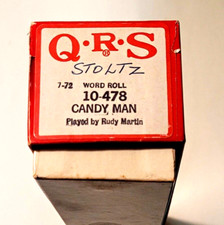 Q·R·S
®
STOLTZ
7-72 WORD ROLL
10-478
CANDY MAN
Played by Rudy Martin